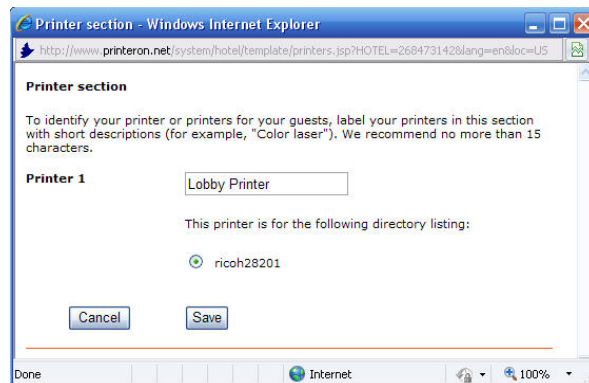 Printer section - Windows Internet Explorer
http://www.printeron.net/system/hotel/template/printers.jsp?HOTEL=268473142&lang=en&loc=US
Printer section
To identify your printer or printers for your guests, label your printers in this section
with short descriptions (for example, "Color laser"). We recommend no more than 15
characters.
Printer 1
Lobby Printer
This printer is for the following directory listing:
ricoh28201
Cancel
Save
Done
Internet
100%